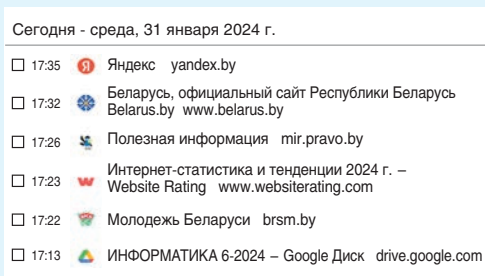 Сегодня - среда, 31 января 2024 г.
17:35 Яндекс yandex.by
17:32 Беларусь, официальный сайт Республики Беларусь
Belarus.by www.belarus.by
17:26 Полезная информация mir.pravo.by
17:23 Интернет-статистика и тенденции 2024 г. –
Website Rating www.websiterating.com
17:22 Молодежь Беларуси brsm.by
17:13 ИНФОРМАТИКА 6-2024 – Google Диск drive.google.com